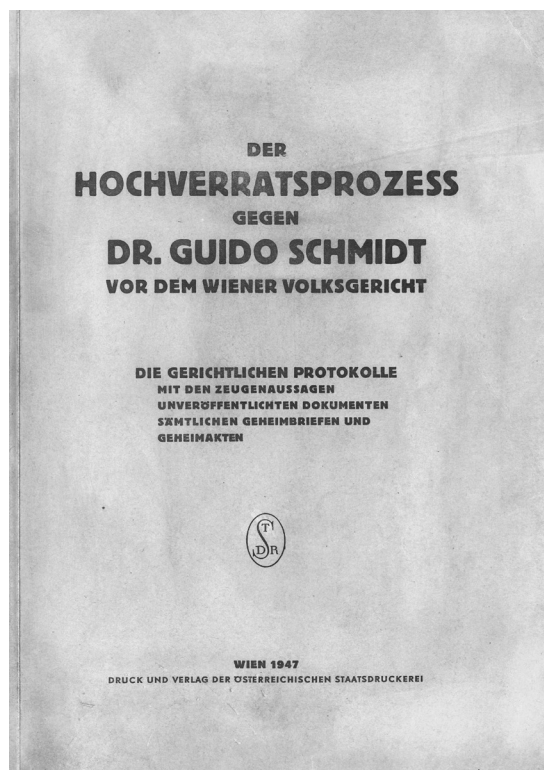 DER
HOCHVERRATSPROZESS
GEGEN
DR. GUIDO SCHMIDT
VOR DEM WIENER VOLKSGERICHT
DIE GERICHTLICHEN PROTOKOLLE
MIT DEN ZEUGENAUSSAGEN
UNVERÖFFENTLICHTEN DOKUMENTEN
SÄMTLICHEN GEHEIMBRIEFEN UND
GEHEIMAKTEN
T
S
D R
WIEN 1947
DRUCK UND VERLAG DER ÖSTERREICHISCHEN STAATSDRUCKEREI